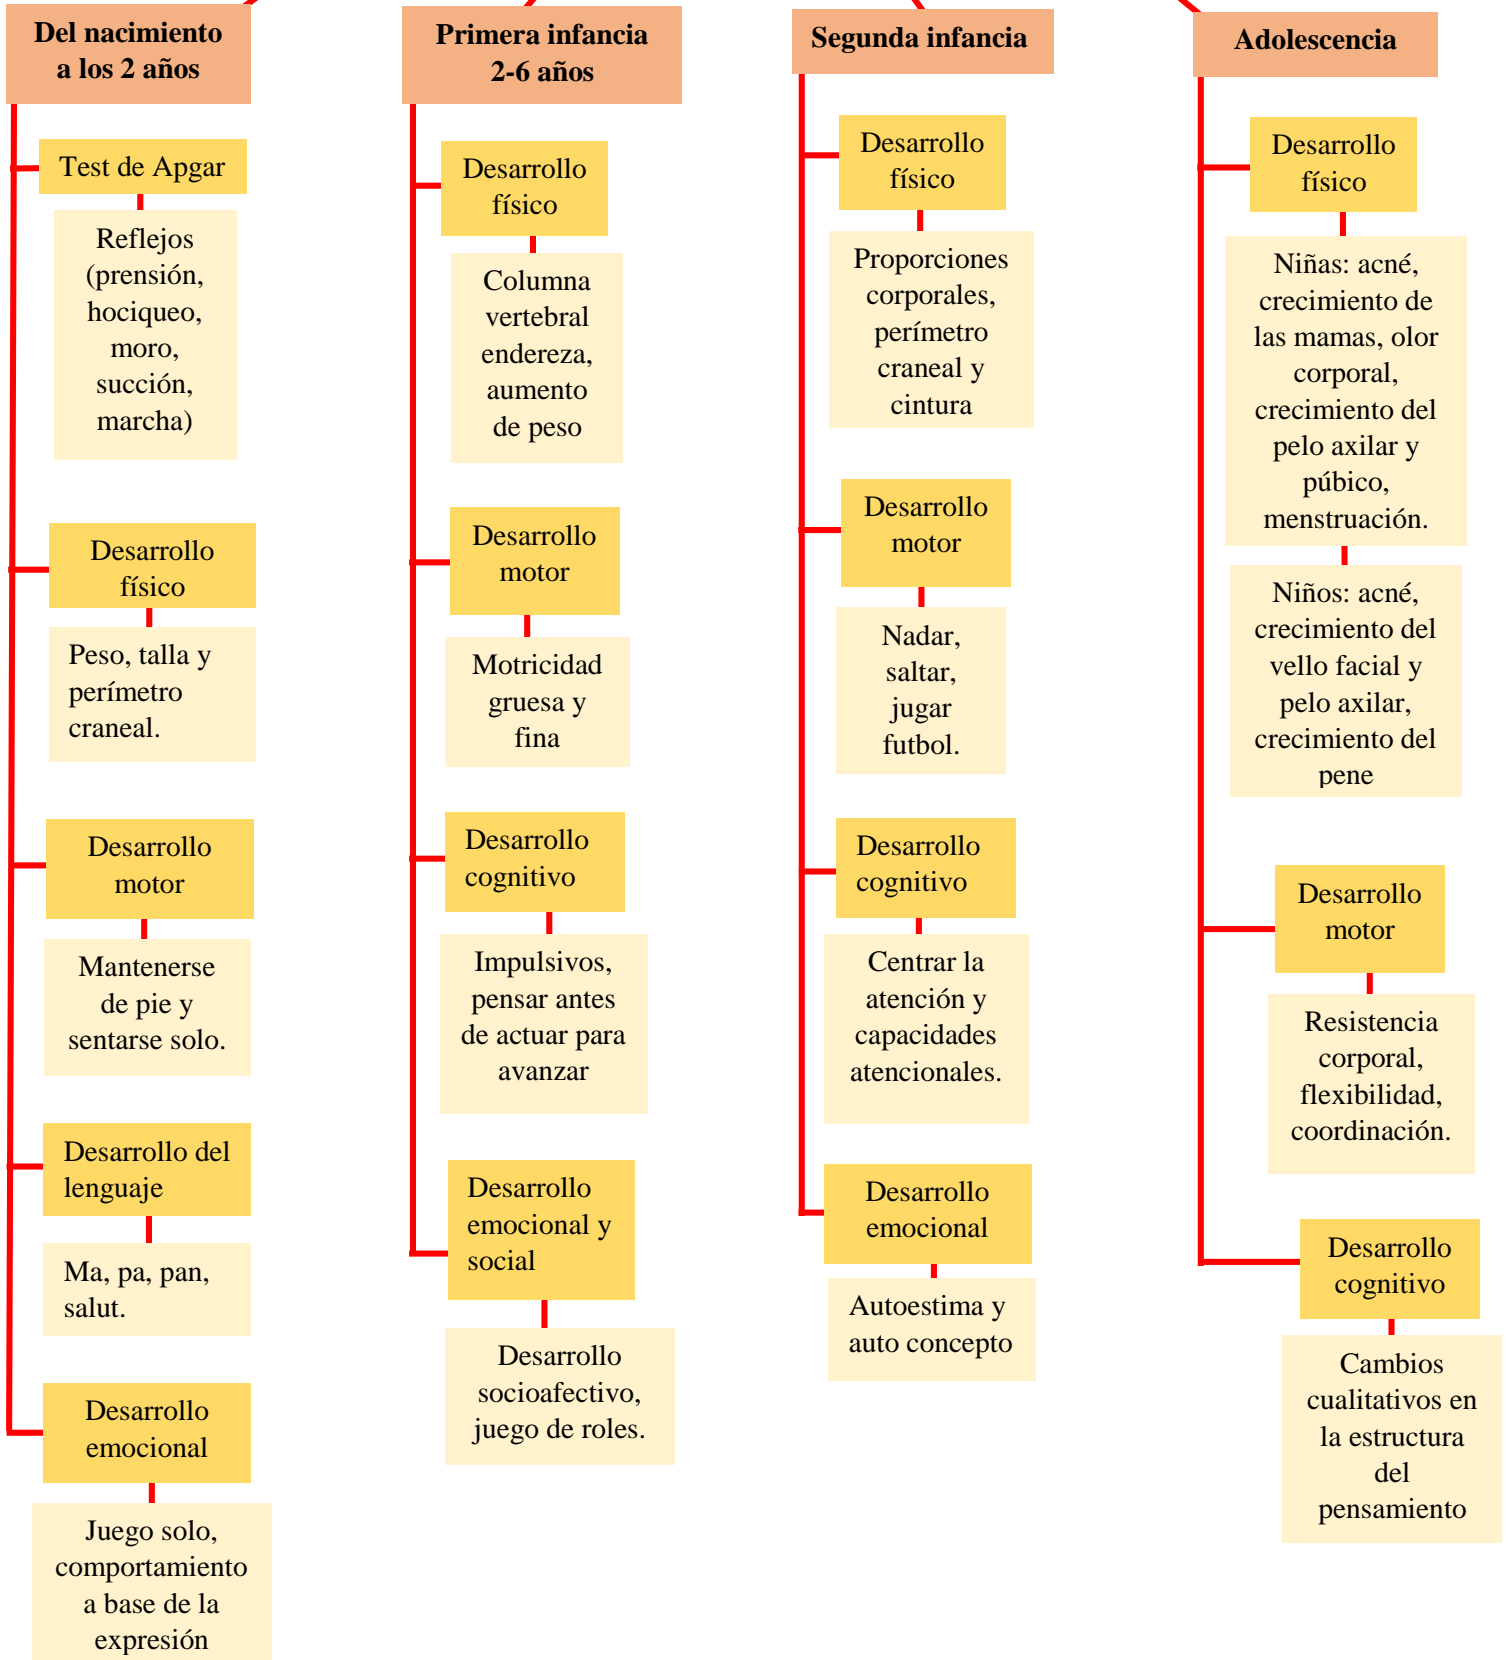 Del nacimiento
a los 2 años
Test de Apgar
Reflejos
(prensión,
hociqueo,
moro,
succión,
marcha)
Desarrollo
físico
Peso, talla y
perímetro
craneal.
Desarrollo
motor
Mantenerse
de pie y
sentarse solo.
Desarrollo del
lenguaje
Ma, pa, pan,
salut.
Desarrollo
emocional
Juego solo,
comportamiento
a base de la
expresión
Primera infancia
2-6 años
Desarrollo
físico
Columna
vertebral
endereza,
aumento
de peso
Desarrollo
motor
Motricidad
gruesa y
fina
Desarrollo
cognitivo
Impulsivos,
pensar antes
de actuar para
avanzar
Desarrollo
emocional y
social
Desarrollo
socioafectivo,
juego de roles.
Segunda infancia
Desarrollo
físico
Proporciones
corporales,
perímetro
craneal y
cintura
Desarrollo
motor
Nadar,
saltar,
jugar
futbol.
Desarrollo
cognitivo
Centrar la
atención y
capacidades
atencionales.
Desarrollo
emocional
Autoestima y
auto concepto
Adolescencia
Desarrollo
físico
Niñas: acné,
crecimiento de
las mamas, olor
corporal,
crecimiento del
pelo axilar y
púbico,
menstruación.
Niños: acné,
crecimiento del
vello facial y
pelo axilar,
crecimiento del
pene
Desarrollo
motor
Resistencia
corporal,
flexibilidad,
coordinación.
Desarrollo
cognitivo
Cambios
cualitativos en
la estructura
del
pensamiento